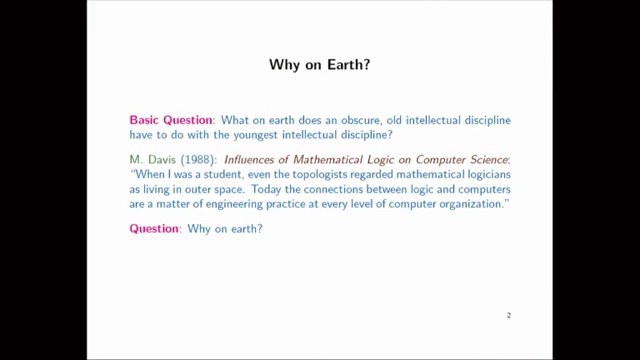 Why on Earth?
Basic Question: What on earth does an obscure, old intellectual discipline
have to do with the youngest intellectual discipline?
M. Davis (1988): Influences of Mathematical Logic on Computer Science:
“When I was a student, even the topologists regarded mathematical logicians
as living in outer space. Today the connections between logic and computers
are a matter of engineering practice at every level of computer organization.”
Question: Why on earth?
2